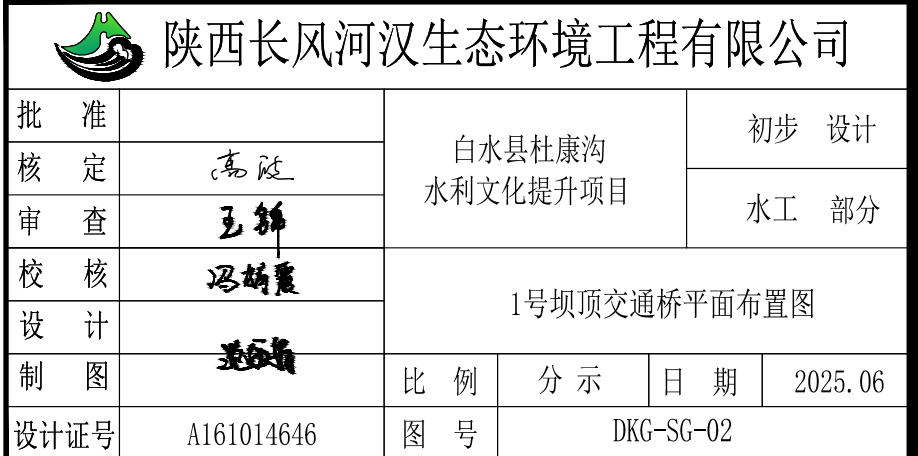 陕西长风河汉生态环境工程有限公司
批 准
核 定
审 查
校 核
设 计
制 图
设计证号 A161014646
白水县杜康沟
水利文化提升项目
初步 设计
水工 部分
1号坝顶交通桥平面布置图
比 例 分 示 日 期 2025.06
图 号 DKG-SG-02